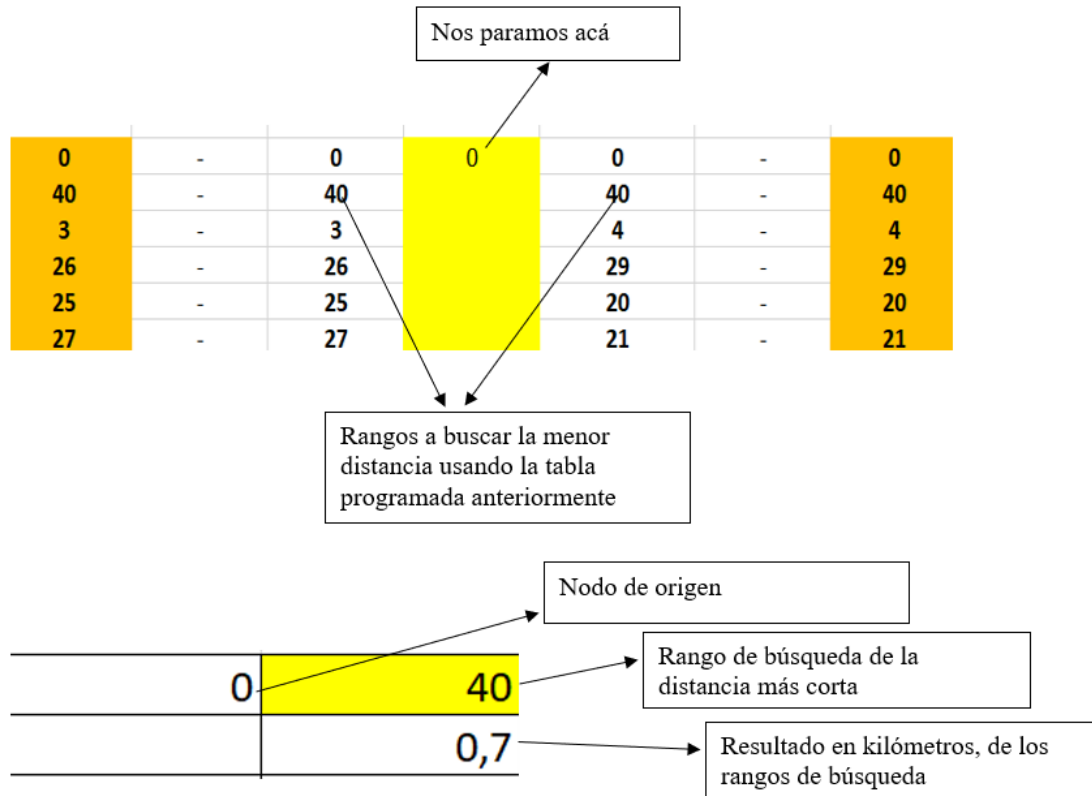 Nos paramos acá
0 - 0 0 0 - 0
40 - 40 40 - 40
3 - 3 4 - 4
26 - 26 29 - 29
25 - 25 20 - 20
27 - 27 21 - 21
Rangos a buscar la menor
distancia usando la tabla
programada anteriormente
Nodo de origen
0 40
Rango de búsqueda de la
distancia más corta
0,7
Resultado en kilómetros, de los
rangos de búsqueda